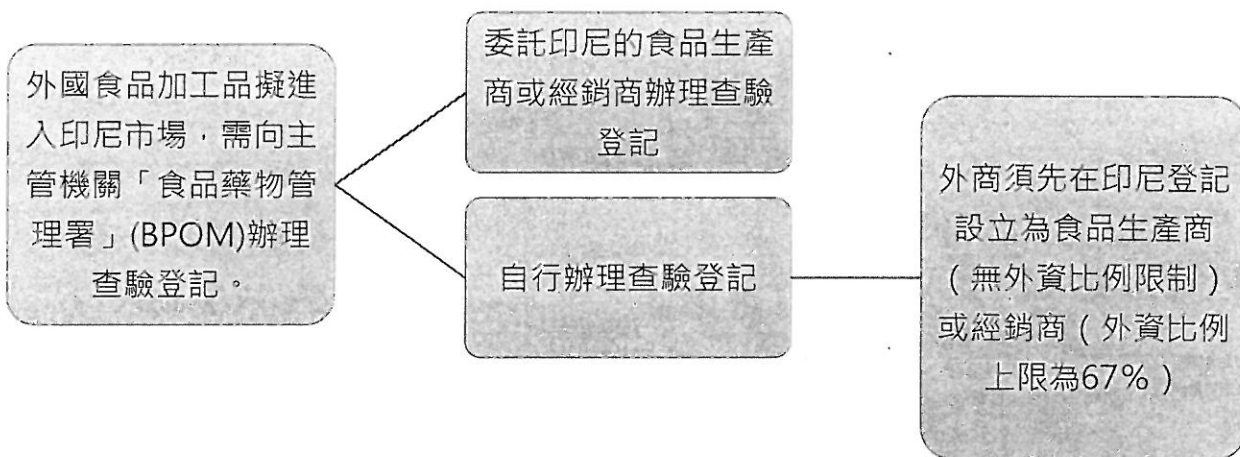 外國食品加工品擬進
入印尼市場，需向主
管機關「食品藥物管
理署」(BPOM)辦理
查驗登記。
委託印尼的食品生產
商或經銷商辦理查驗
登記
自行辦理查驗登記
外商須先在印尼登記
設立為食品生產商
（無外資比例限制）
或經銷商（外資比例
上限為67%）